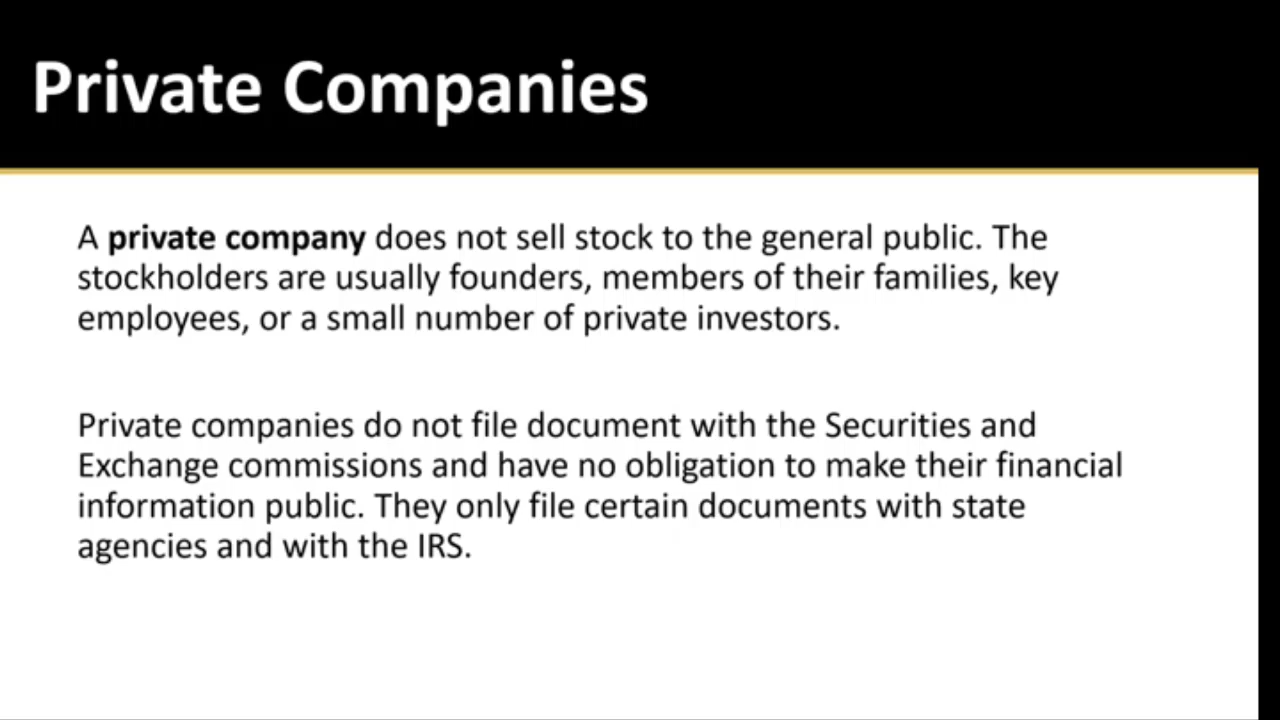 Private Companies
A private company does not sell stock to the general public. The
stockholders are usually founders, members of their families, key
employees, or a small number of private investors.
Private companies do not file document with the Securities and
Exchange commissions and have no obligation to make their financial
information public. They only file certain documents with state
agencies and with the IRS.